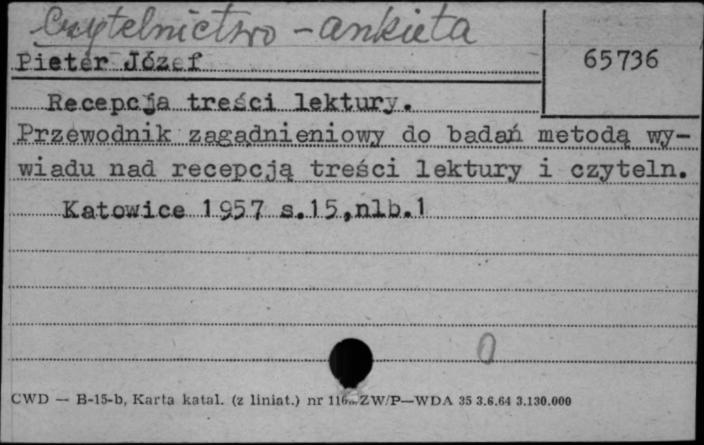 Czytelnictwo - ankieta
Pieter Józef
65736
Recepcja treści lektury.
Przewodnik zagadnieniowy do badań metodą wy-
wiadu nad recepcją treści lektury i czyteln.
Katowice 1957 s.15,nlb.1
0
CWD — B-15-b, Karta katal. (z liniat.) nr ZW/P—WDA 35 3.6.64 3.130.000